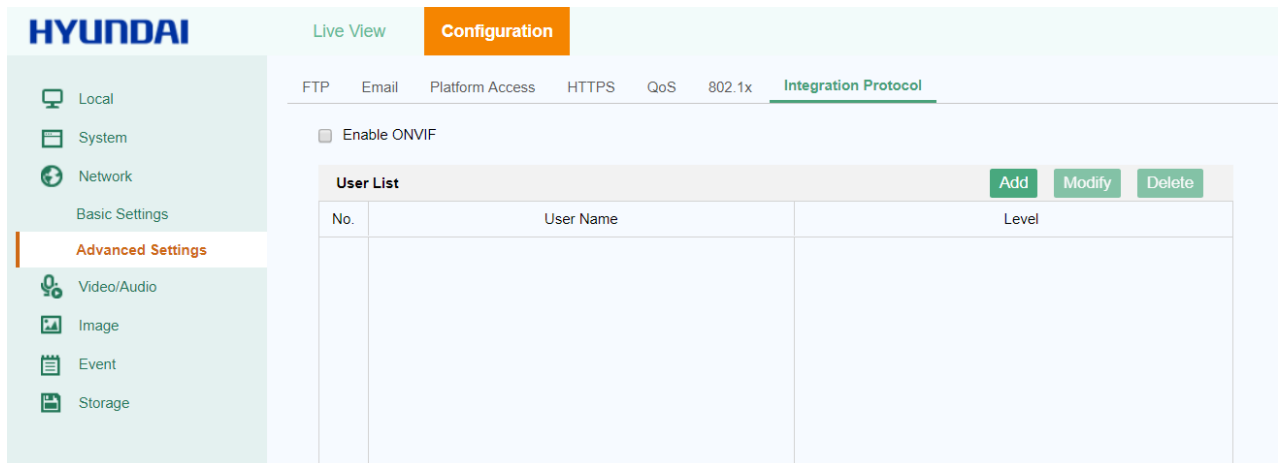 HYUNDAI
Live View
Configuration
Local
System
Network
Basic Settings
Advanced Settings
Video/Audio
Image
Event
Storage
FTP Email Platform Access HTTPS QoS 802.1x Integration Protocol
Enable ONVIF
User List
Add Modify Delete
No. User Name Level